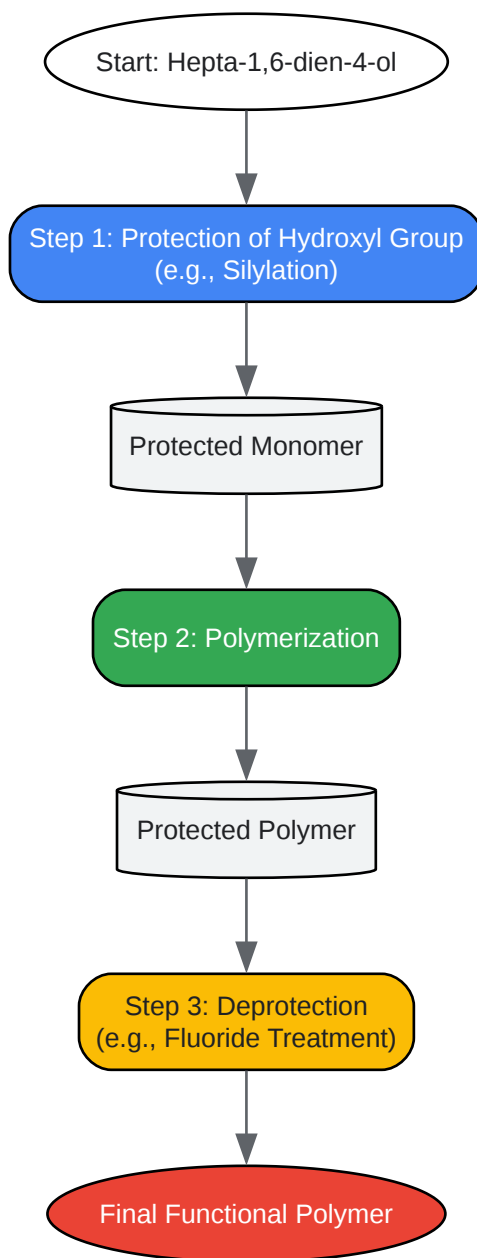 Start: Hepta-1,6-dien-4-ol
Step 1: Protection of Hydroxyl Group
(e.g., Silylation)
Protected Monomer
Step 2: Polymerization
Protected Polymer
Step 3: Deprotection
(e.g., Fluoride Treatment)
Final Functional Polymer